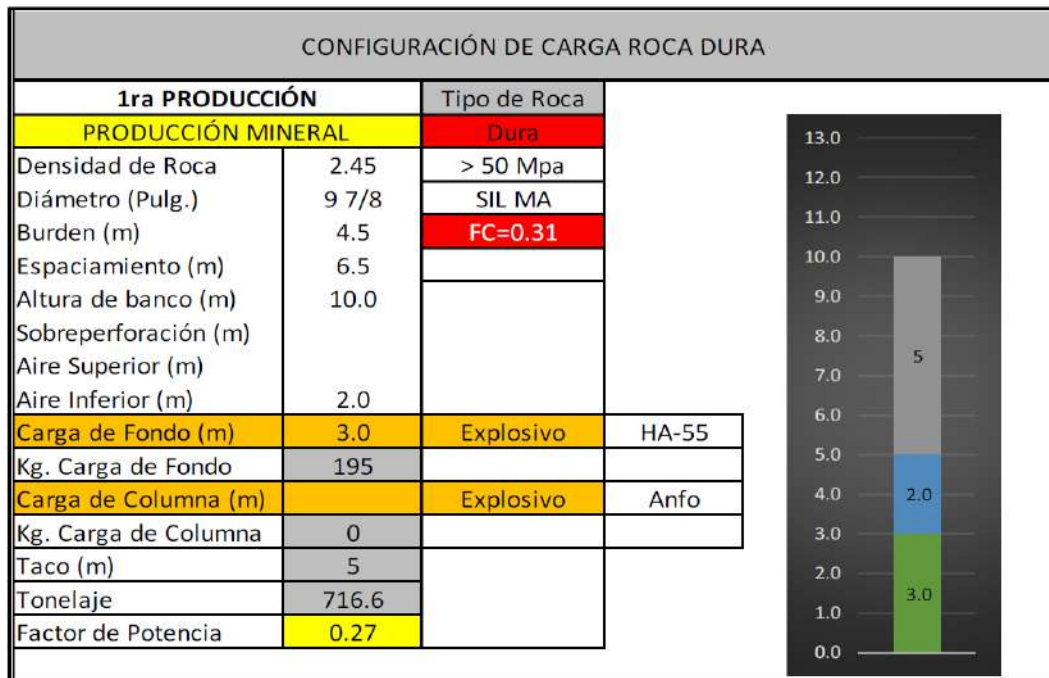 CONFIGURACIÓN DE CARGA ROCA DURA
1ra PRODUCCIÓN Tipo de Roca
PRODUCCIÓN MINERAL Dura
Densidad de Roca 2.45 > 50 Mpa
Diámetro (Pulg.) 9 7/8 SIL MA
Burden (m) 4.5 FC=0.31
Espaciamiento (m) 6.5
Altura de banco (m) 10.0
Sobreperforación (m)
Aire Superior (m)
Aire Inferior (m) 2.0
Carga de Fondo (m) 3.0 Explosivo HA-55
Kg. Carga de Fondo 195
Carga de Columna (m) Explosivo Anfo
Kg. Carga de Columna 0
Taco (m) 5
Tonelaje 716.6
Factor de Potencia 0.27
13.0
12.0
11.0
10.0
9.0
8.0
5
7.0
6.0
5.0
4.0 2.0
3.0
2.0
3.0
1.0
0.0